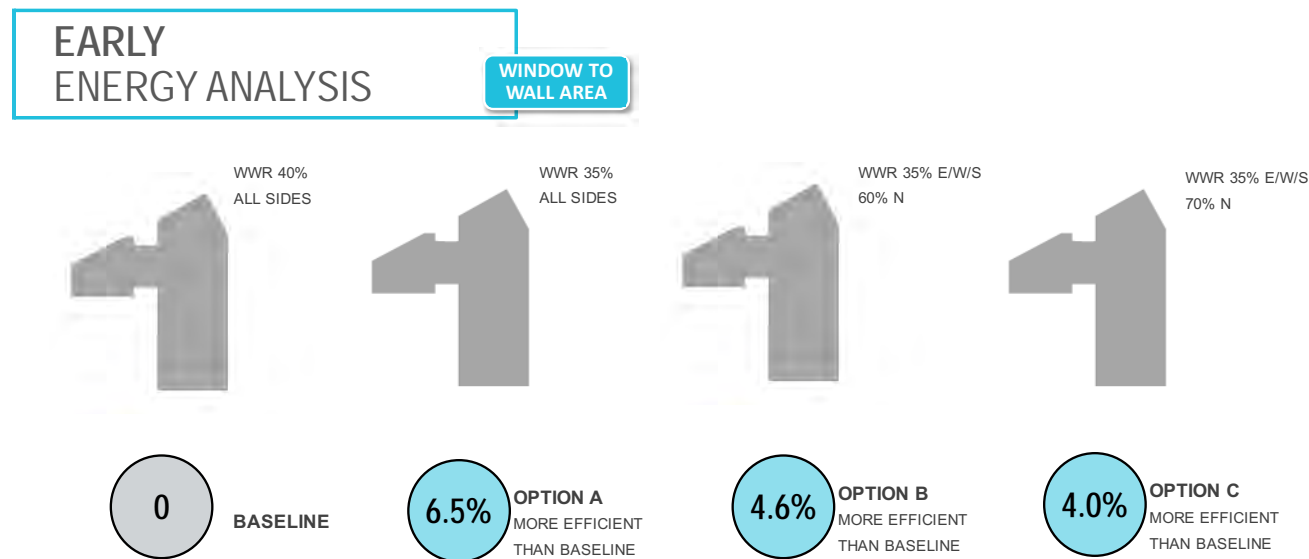 EARLY
ENERGY ANALYSIS
WINDOW TO
WALL AREA
WWR 40%
ALL SIDES
WWR 35%
ALL SIDES
WWR 35% E/W/S
60% N
WWR 35% E/W/S
70% N
0
BASELINE
6.5%
OPTION A
MORE EFFICIENT
THAN BASELINE
4.6%
OPTION B
MORE EFFICIENT
THAN BASELINE
4.0%
OPTION C
MORE EFFICIENT
THAN BASELINE